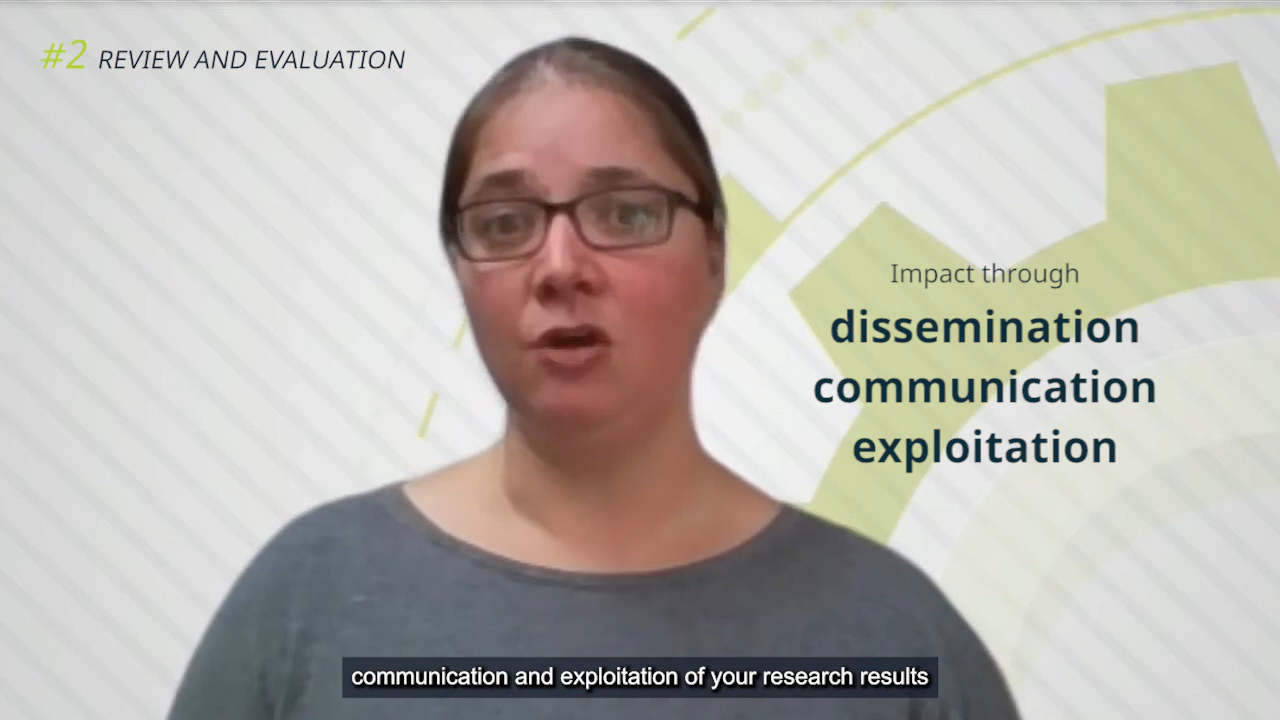 #2 REVIEW AND EVALUATION
Impact through
dissemination
communication
exploitation
communication and exploitation of your research results